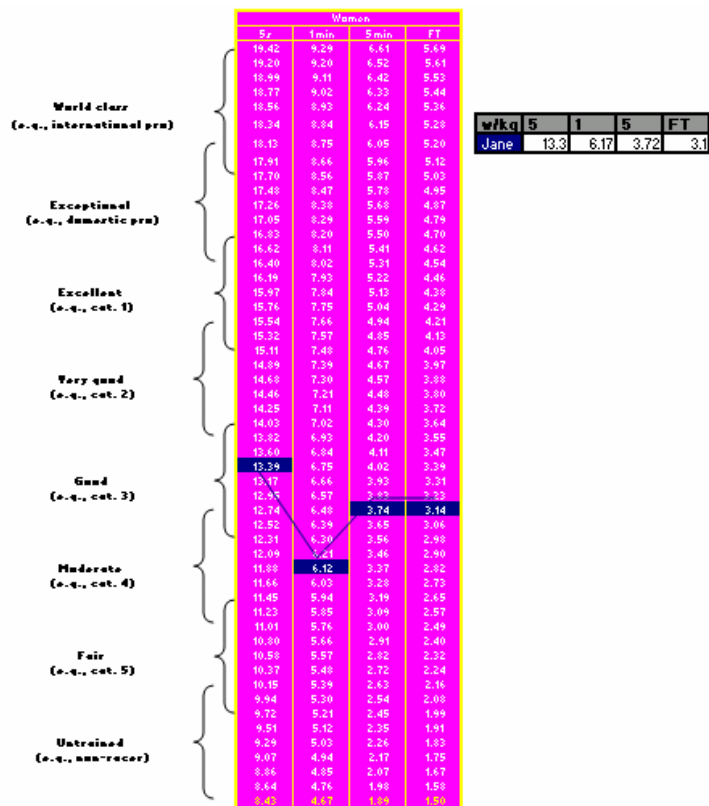 World class
(e.g., international pro)
Exceptional
(e.g., domestic pro)
Excellent
(e.g., cat. 1)
Very good
(e.g., cat. 2)
Good
(e.g., cat. 3)
Moderate
(e.g., cat. 4)
Fair
(e.g., cat. 5)
Untrained
(e.g., non-racer)
Women
5s 1min 5min FT
19.42 9.29 6.61 5.69
19.20 9.20 6.52 5.61
18.99 9.11 6.42 5.53
18.77 9.02 6.33 5.44
18.56 8.93 6.24 5.36
18.34 8.84 6.15 5.28
18.13 8.75 6.05 5.20
17.91 8.66 5.96 5.12
17.70 8.56 5.87 5.03
17.48 8.47 5.78 4.95
17.26 8.38 5.68 4.87
17.05 8.29 5.59 4.79
16.83 8.20 5.50 4.70
16.62 8.11 5.41 4.62
16.40 8.02 5.31 4.54
16.19 7.93 5.22 4.46
15.97 7.84 5.13 4.38
15.76 7.75 5.04 4.29
15.54 7.66 4.94 4.21
15.32 7.57 4.85 4.13
15.11 7.48 4.76 4.05
14.89 7.39 4.67 3.97
14.68 7.30 4.57 3.88
14.46 7.21 4.48 3.80
14.25 7.11 4.39 3.72
14.03 7.02 4.30 3.64
13.82 6.93 4.20 3.55
13.60 6.84 4.11 3.47
13.39 6.75 4.02 3.39
13.17 6.66 3.93 3.31
12.95 6.57 3.83 3.23
12.74 6.48 3.74 3.14
12.52 6.39 3.65 3.06
12.31 6.30 3.56 2.98
12.09 6.21 3.46 2.90
11.88 6.12 3.37 2.82
11.66 6.03 3.28 2.73
11.45 5.94 3.19 2.65
11.23 5.85 3.09 2.57
11.01 5.76 3.00 2.49
10.80 5.66 2.91 2.40
10.58 5.57 2.82 2.32
10.37 5.48 2.72 2.24
10.15 5.39 2.63 2.16
9.94 5.30 2.54 2.08
9.72 5.21 2.45 1.99
9.51 5.12 2.35 1.91
9.29 5.03 2.26 1.83
9.07 4.94 2.17 1.75
8.86 4.85 2.07 1.67
8.64 4.76 1.98 1.58
8.43 4.67 1.89 1.50
w/kg 5 1 5 FT
Jane 13.3 6.17 3.72 3.1